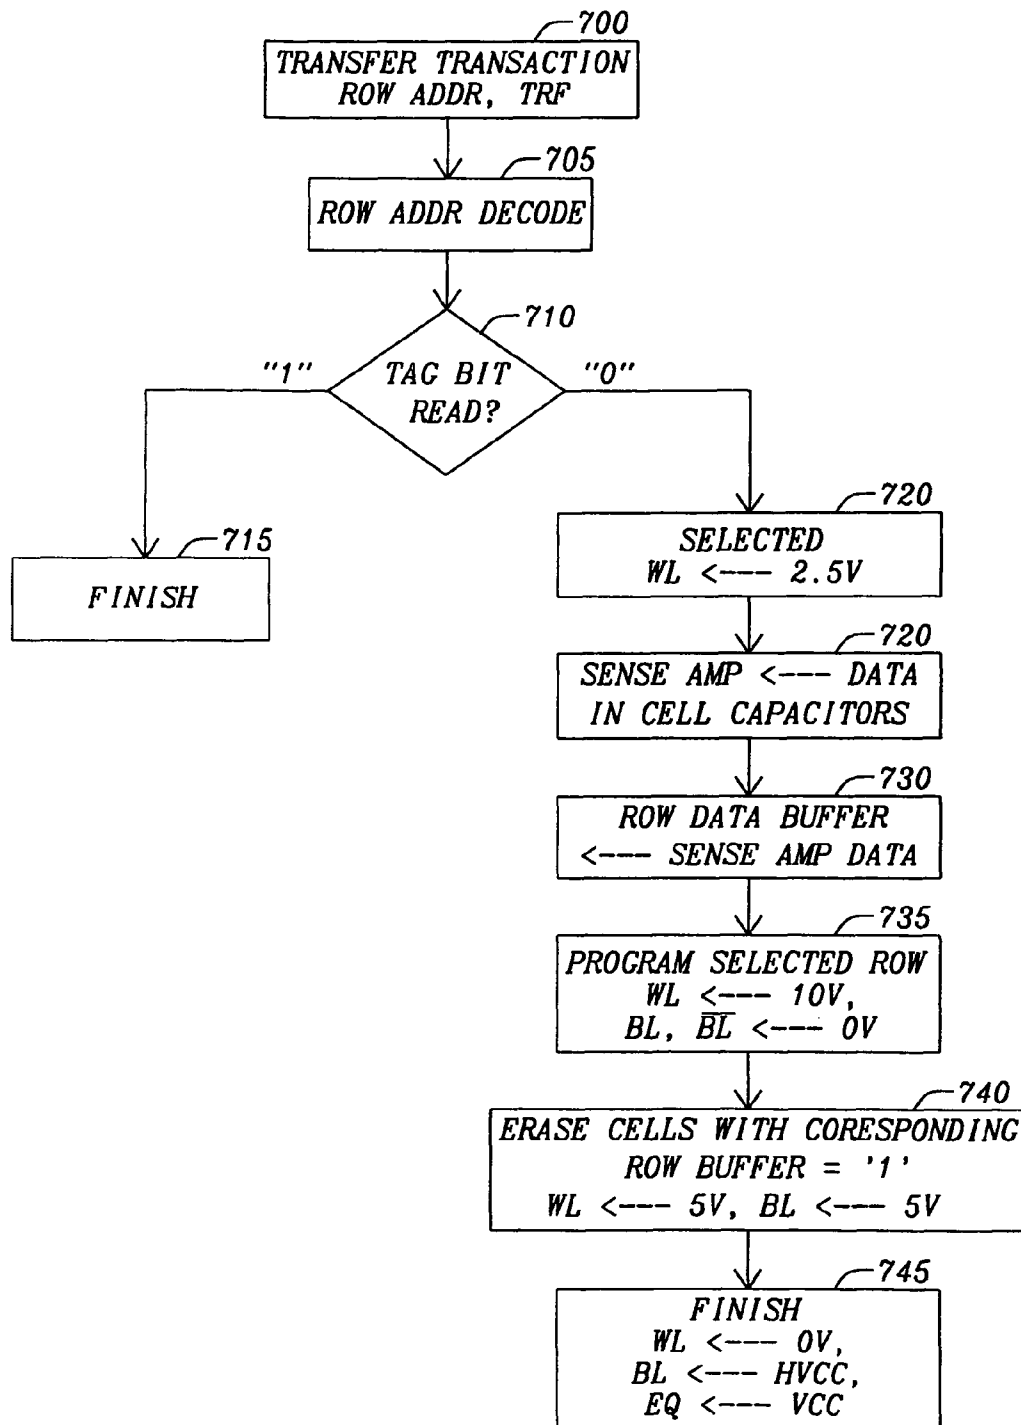 700
TRANSFER TRANSACTION
ROW ADDR, TRF
705
ROW ADDR DECODE
710
TAG BIT
READ?
"1"
"0"
715
FINISH
720
SELECTED
WL <--- 2.5V
720
SENSE AMP <--- DATA
IN CELL CAPACITORS
730
ROW DATA BUFFER
<--- SENSE AMP DATA
735
PROGRAM SELECTED ROW
WL <--- 10V,
BL, B̅L̅ <--- 0V
740
ERASE CELLS WITH CORESPONDING
ROW BUFFER = '1'
WL <--- 5V, BL <--- 5V
745
FINISH
WL <--- 0V,
BL <--- HVCC,
EQ <--- VCC